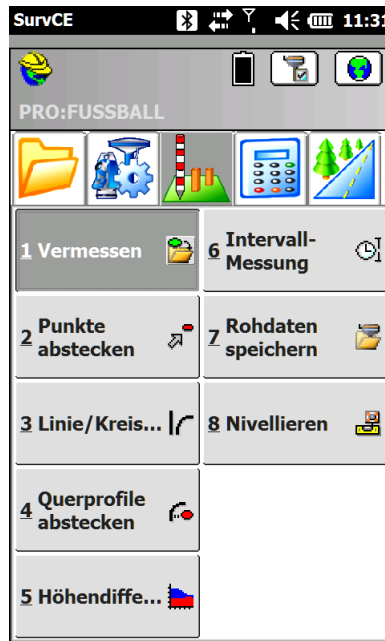 SurvCE 11:31
PRO:FUSSBALL
1 Vermessen
6 Intervall-
Messung
2 Punkte
abstecken
7 Rohdaten
speichern
3 Linie/Kreis...
8 Nivellieren
4 Querprofile
abstecken
5 Höhendiffe...